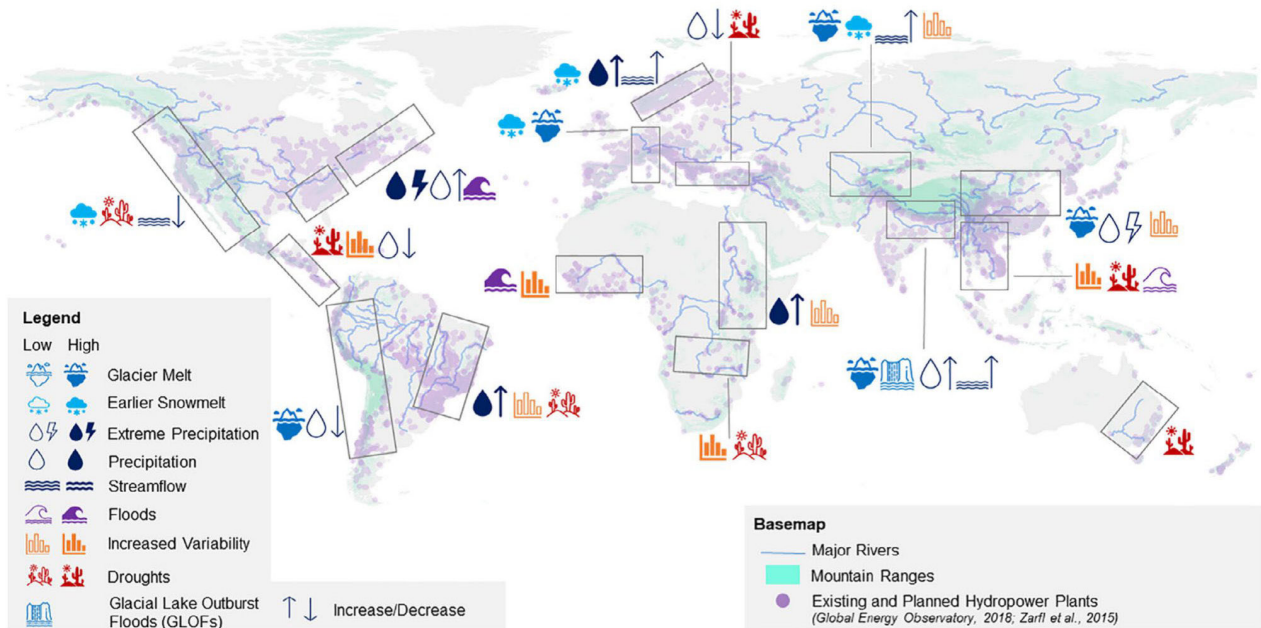 Legend
Low High
Glacier Melt
Earlier Snowmelt
Extreme Precipitation
Precipitation
Streamflow
Floods
Increased Variability
Droughts
Glacial Lake Outburst
Floods (GLOFs)
Increase/Decrease
Basemap
Major Rivers
Mountain Ranges
Existing and Planned Hydropower Plants
(Global Energy Observatory, 2018; Zarfl et al., 2015)